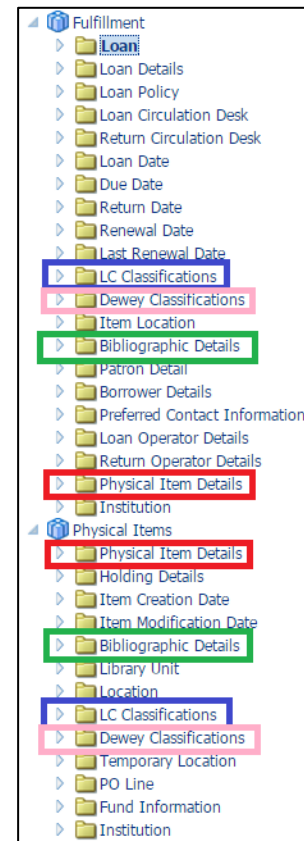 Fulfillment
Loan
Loan Details
Loan Policy
Loan Circulation Desk
Return Circulation Desk
Loan Date
Due Date
Return Date
Renewal Date
Last Renewal Date
LC Classifications
Dewey Classifications
Item Location
Bibliographic Details
Patron Detail
Borrower Details
Preferred Contact Information
Loan Operator Details
Return Operator Details
Physical Item Details
Institution
Physical Items
Physical Item Details
Holding Details
Item Creation Date
Item Modification Date
Bibliographic Details
Library Unit
Location
LC Classifications
Dewey Classifications
Temporary Location
PO Line
Fund Information
Institution